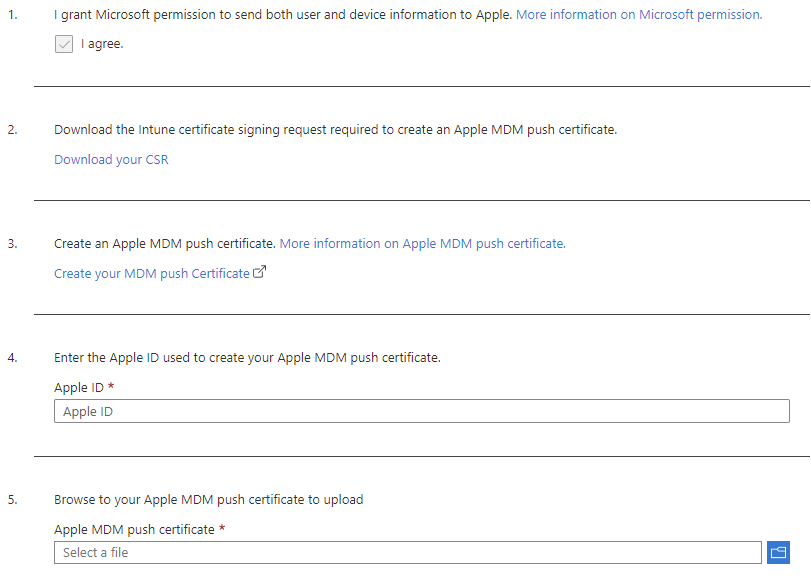 1. I grant Microsoft permission to send both user and device information to Apple. More information on Microsoft permission.
I agree.
2. Download the Intune certificate signing request required to create an Apple MDM push certificate.
Download your CSR
3. Create an Apple MDM push certificate. More information on Apple MDM push certificate.
Create your MDM push Certificate
4. Enter the Apple ID used to create your Apple MDM push certificate.
Apple ID *
Apple ID
5. Browse to your Apple MDM push certificate to upload
Apple MDM push certificate *
Select a file